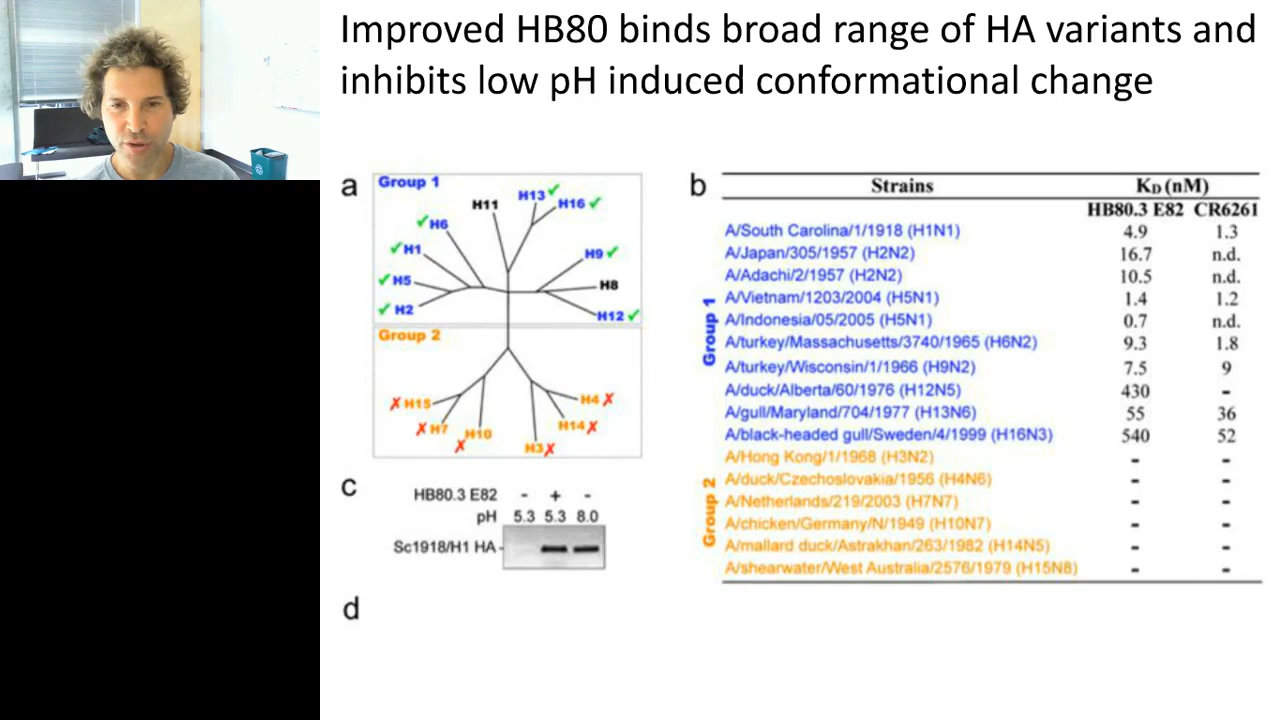 Improved HB80 binds broad range of HA variants and
inhibits low pH induced conformational change
a
Group 1
H11
H13 ✓
H16 ✓
✓ H6
✓ H1
H9 ✓
✓ H5
H8
✓ H2
H12 ✓
Group 2
✗ H15
H4 ✗
✗ H7
H10
✗
H14 ✗
H3 ✗
b
Strains KD (nM)
HB80.3 E82 CR6261
Group 1
A/South Carolina/1/1918 (H1N1) 4.9 1.3
A/Japan/305/1957 (H2N2) 16.7 n.d.
A/Adachi/2/1957 (H2N2) 10.5 n.d.
A/Vietnam/1203/2004 (H5N1) 1.4 1.2
A/Indonesia/05/2005 (H5N1) 0.7 n.d.
A/turkey/Massachusetts/3740/1965 (H6N2) 9.3 1.8
A/turkey/Wisconsin/1/1966 (H9N2) 7.5 9
A/duck/Alberta/60/1976 (H12N5) 430 -
A/gull/Maryland/704/1977 (H13N6) 55 36
A/black-headed gull/Sweden/4/1999 (H16N3) 540 52
Group 2
A/Hong Kong/1/1968 (H3N2) - -
A/duck/Czechoslovakia/1956 (H4N6) - -
A/Netherlands/219/2003 (H7N7) - -
A/chicken/Germany/N/1949 (H10N7) - -
A/mallard duck/Astrakhan/263/1982 (H14N5) - -
A/shearwater/West Australia/2576/1979 (H15N8) - -
c
HB80.3 E82 - + -
pH 5.3 5.3 8.0
Sc1918/H1 HA-
d